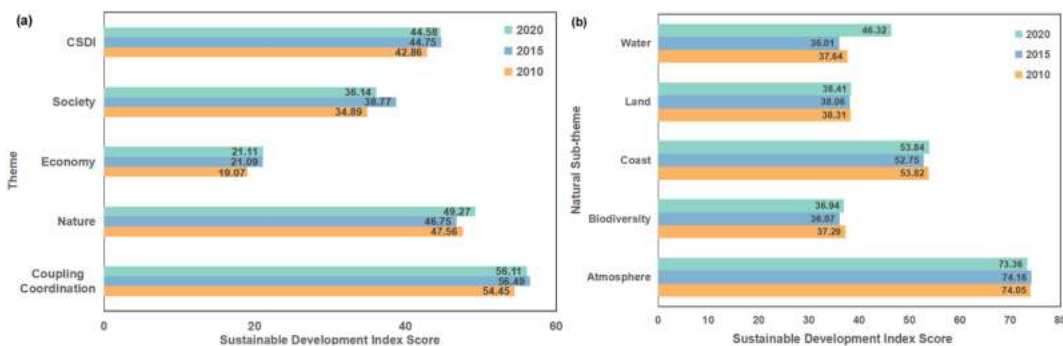 (a)
CSDI
Society
Economy
Nature
Coupling
Coordination
Theme
44.58
44.75
42.86
36.14
38.77
34.89
21.11
21.09
19.07
49.27
46.75
47.56
56.11
56.49
54.45
2020
2015
2010
0
20
40
60
Sustainable Development Index Score
(b)
Water
Land
Coast
Biodiversity
Atmosphere
Natural Sub-theme
46.32
36.01
37.64
38.41
38.06
38.31
53.84
52.75
53.82
36.94
36.07
37.29
73.36
74.16
74.05
2020
2015
2010
0
10
20
30
40
50
60
70
80
Sustainable Development Index Score